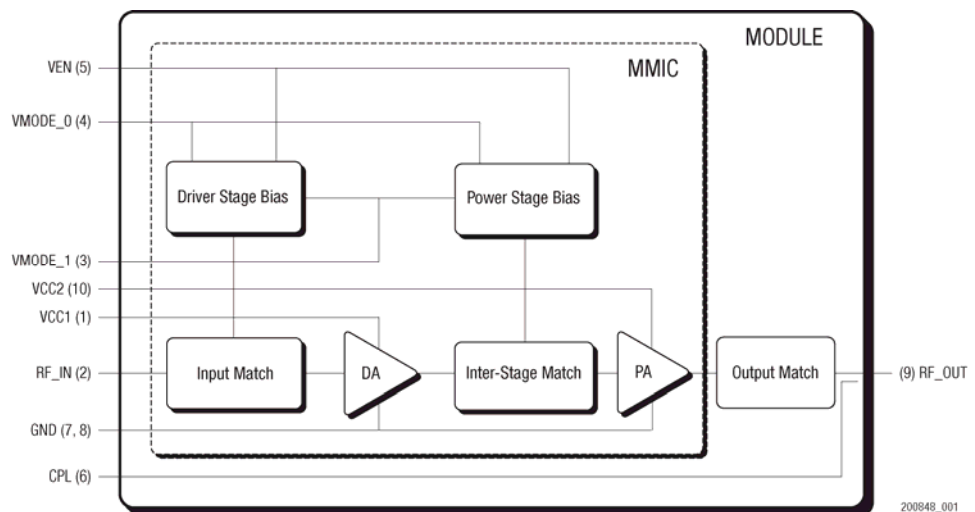 MODULE
MMIC
VEN (5)
VMODE_0 (4)
Driver Stage Bias
Power Stage Bias
VMODE_1 (3)
VCC2 (10)
VCC1 (1)
RF_IN (2)
Input Match
DA
Inter-Stage Match
PA
Output Match
(9) RF_OUT
GND (7, 8)
CPL (6)
200848_001